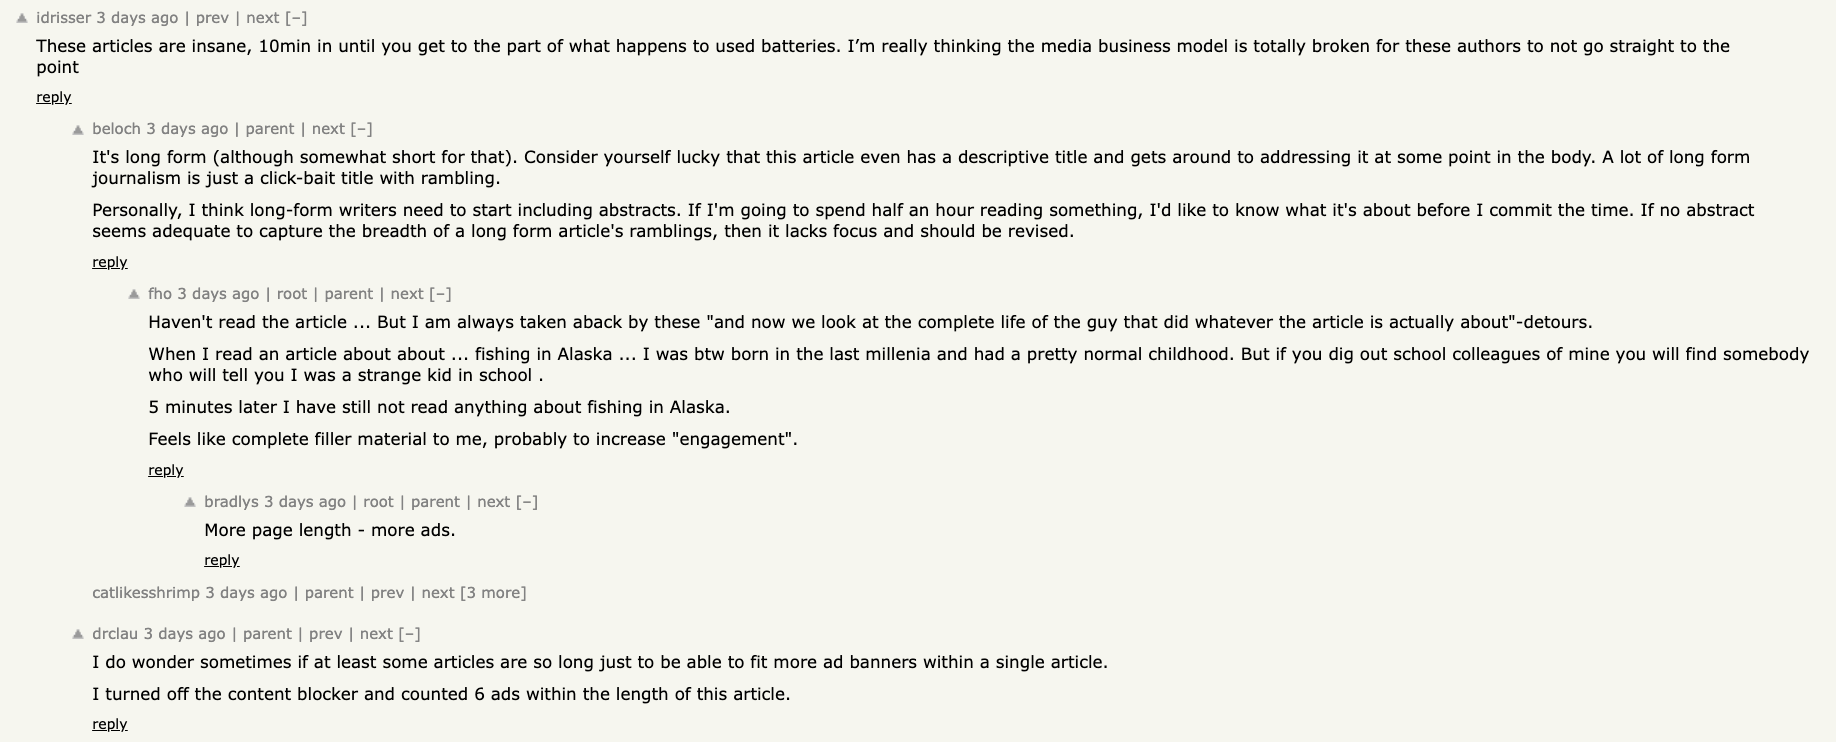 ▲ idrisser 3 days ago | prev | next [–]
These articles are insane, 10min in until you get to the part of what happens to used batteries. I’m really thinking the media business model is totally broken for these authors to not go straight to the
point
reply
▲ beloch 3 days ago | parent | next [–]
It's long form (although somewhat short for that). Consider yourself lucky that this article even has a descriptive title and gets around to addressing it at some point in the body. A lot of long form
journalism is just a click-bait title with rambling.
Personally, I think long-form writers need to start including abstracts. If I'm going to spend half an hour reading something, I'd like to know what it's about before I commit the time. If no abstract
seems adequate to capture the breadth of a long form article's ramblings, then it lacks focus and should be revised.
reply
▲ fho 3 days ago | root | parent | next [–]
Haven't read the article ... But I am always taken aback by these "and now we look at the complete life of the guy that did whatever the article is actually about"-detours.
When I read an article about about ... fishing in Alaska ... I was btw born in the last millenia and had a pretty normal childhood. But if you dig out school colleagues of mine you will find somebody
who will tell you I was a strange kid in school .
5 minutes later I have still not read anything about fishing in Alaska.
Feels like complete filler material to me, probably to increase "engagement".
reply
▲ bradlys 3 days ago | root | parent | next [–]
More page length - more ads.
reply
catlikesshrimp 3 days ago | parent | prev | next [3 more]
▲ drclau 3 days ago | parent | prev | next [–]
I do wonder sometimes if at least some articles are so long just to be able to fit more ad banners within a single article.
I turned off the content blocker and counted 6 ads within the length of this article.
reply